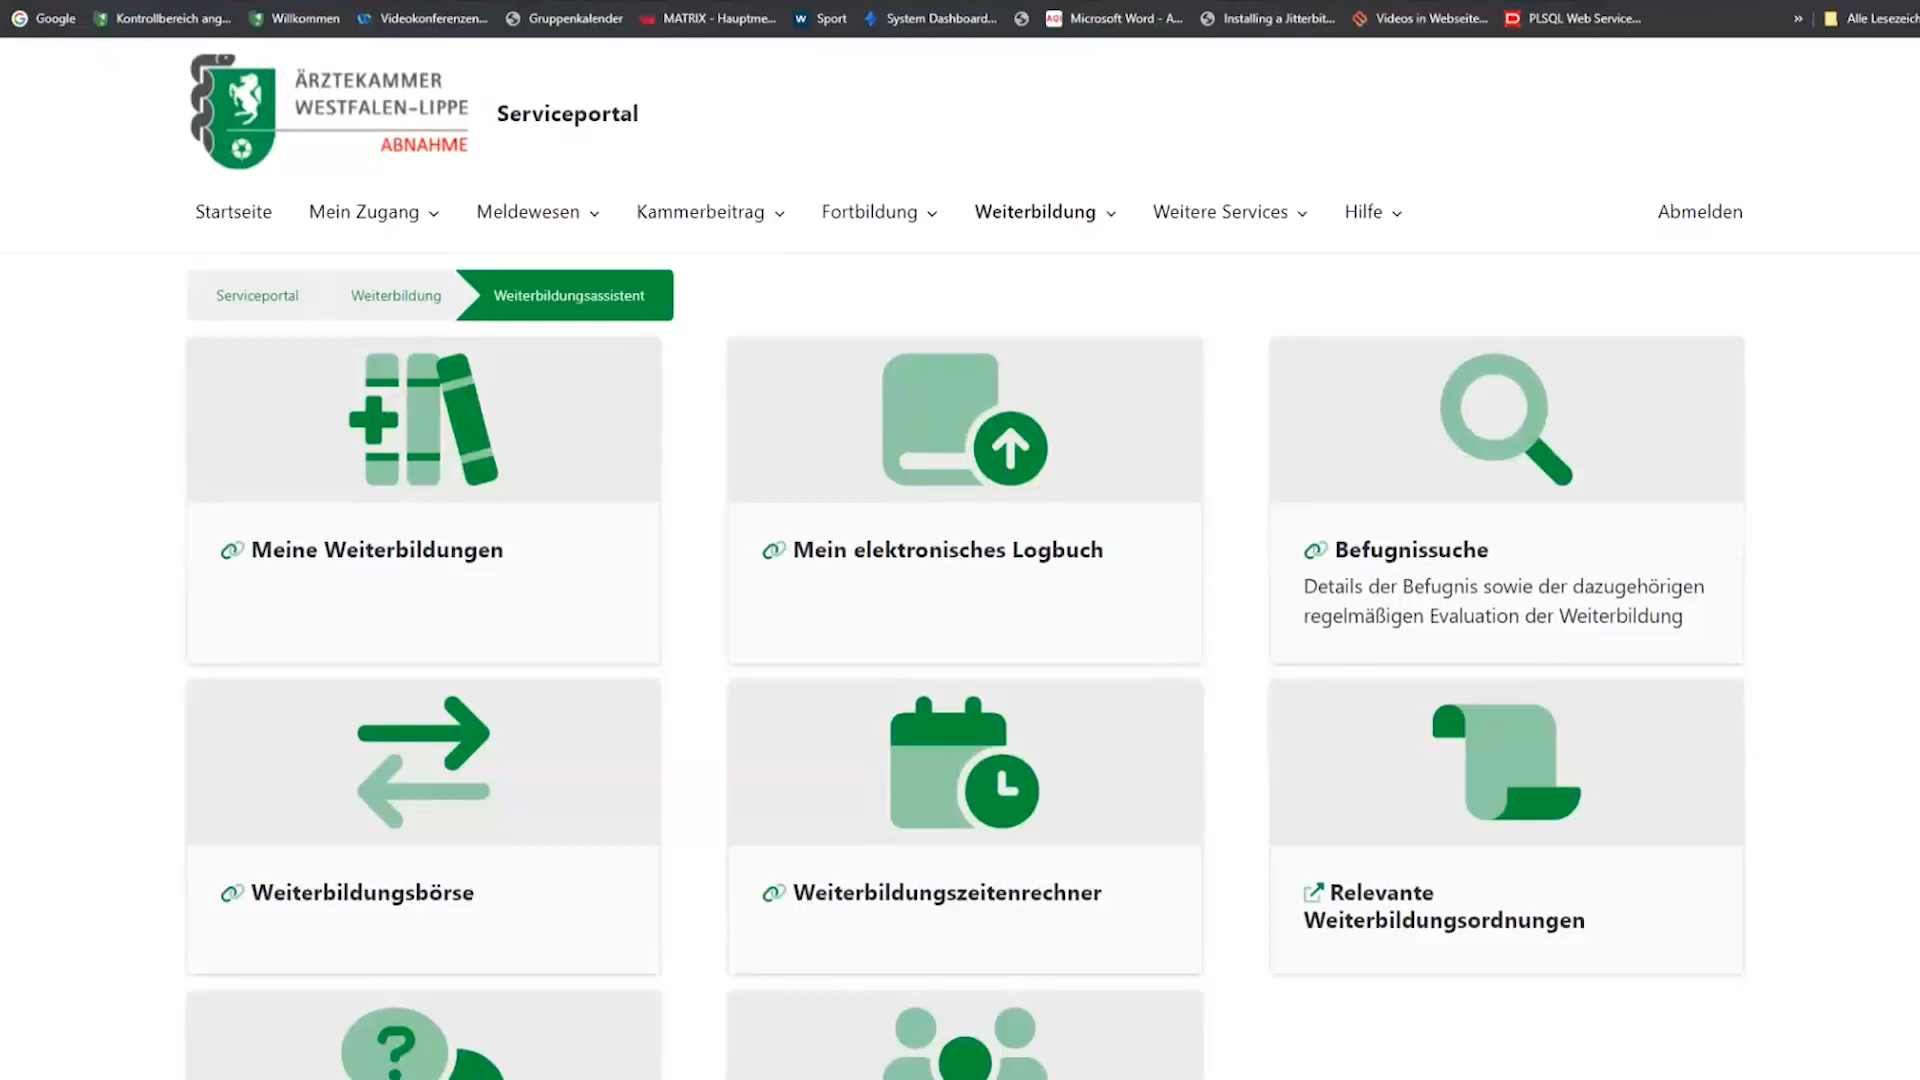 Google
Kontrollbereich ang...
Willkommen
Videokonferenzen...
Gruppenkalender
MATRIX - Hauptme...
Sport
System Dashboard...
AQI
Microsoft Word - A...
Installing a Jitterbit...
Videos in Webseite...
PLSQL Web Service...
»
Alle Lesezeich
ÄRZTEKAMMER
WESTFALEN-LIPPE
ABNAHME
Serviceportal
Startseite
Mein Zugang
Meldewesen
Kammerbeitrag
Fortbildung
Weiterbildung
Weitere Services
Hilfe
Abmelden
Serviceportal
Weiterbildung
Weiterbildungsassistent
Meine Weiterbildungen
Mein elektronisches Logbuch
Befugnissuche
Details der Befugnis sowie der dazugehörigen
regelmäßigen Evaluation der Weiterbildung
Weiterbildungsbörse
Weiterbildungszeitenrechner
Relevante
Weiterbildungsordnungen
?